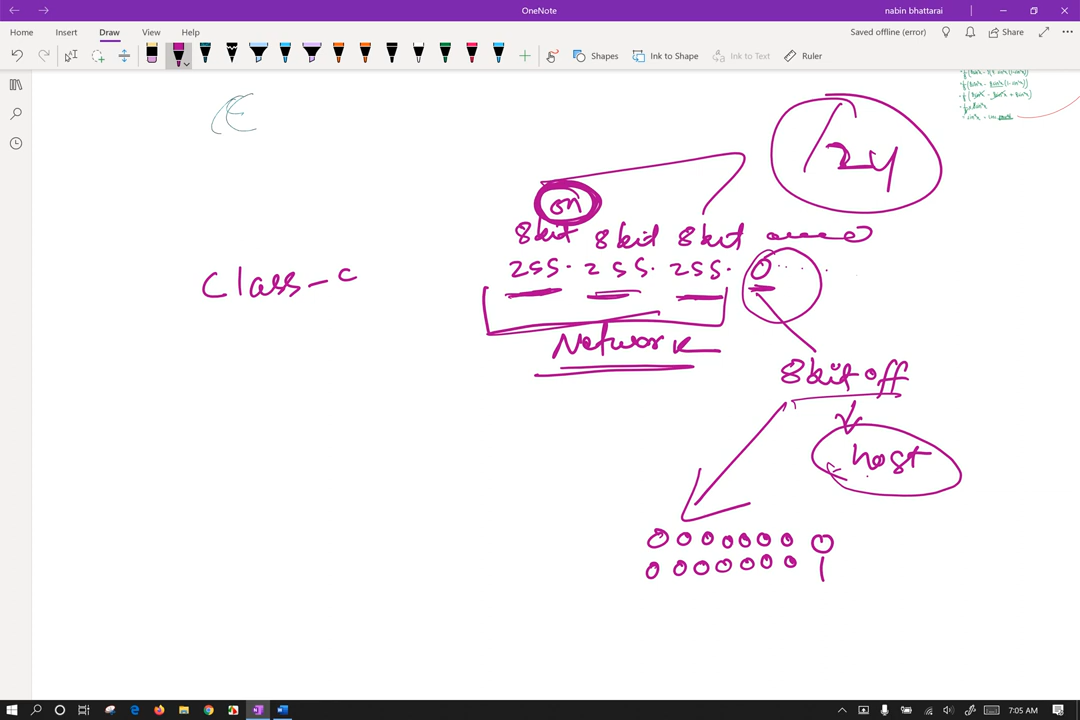 OneNote
nabin bhattarai
Home Insert Draw View Help
Saved offline (error)
Share
Shapes
Ink to Shape
Ink to Text
Ruler
/24
on
8bit 8bit 8bit
255. 255. 255. 0
Class-c
Network
8bit off
host
0 0 0 0 0 0 0 0
0 0 0 0 0 0 0 1
7:05 AM